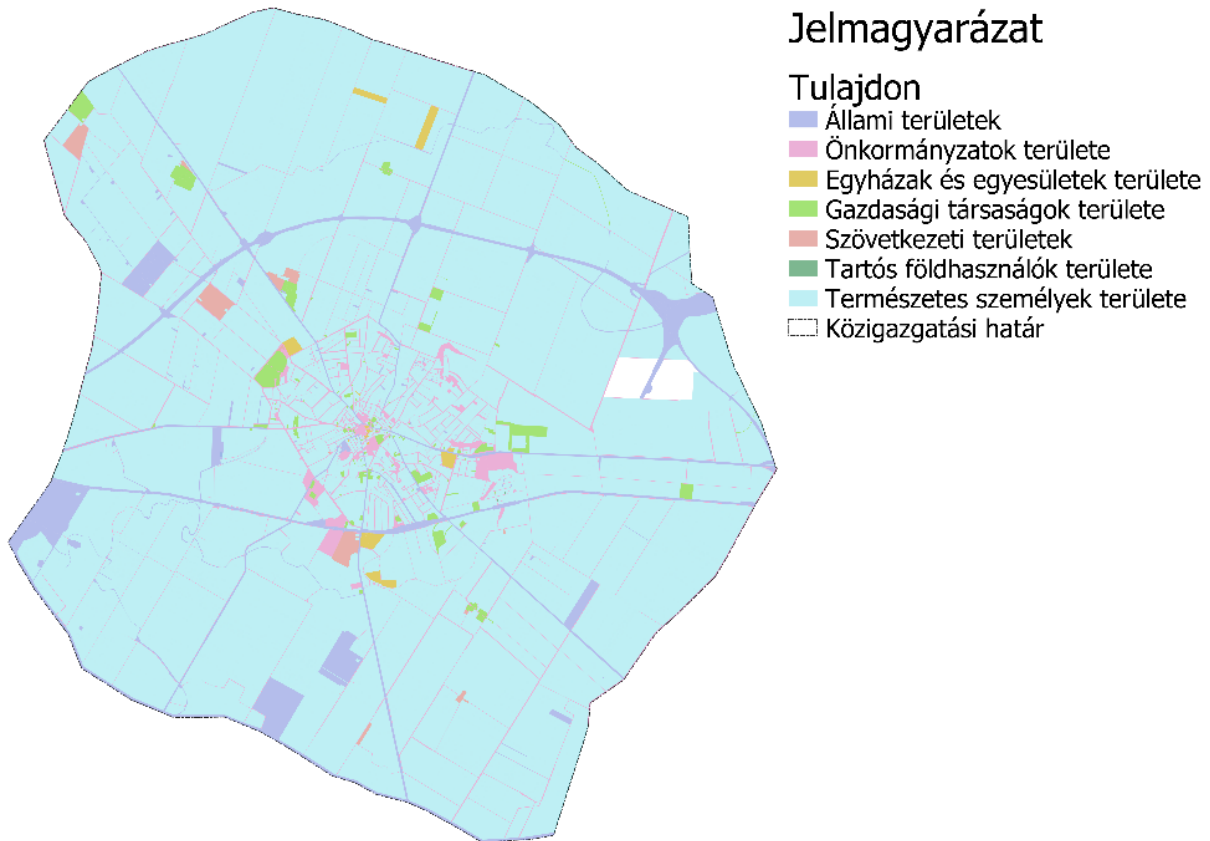 Jelmagyarázat
Tulajdon
Állami területek
Önkormányzatok területe
Egyházak és egyesületek területe
Gazdasági társaságok területe
Szövetkezeti területek
Tartós földhasználók területe
Természetes személyek területe
Közigazgatási határ